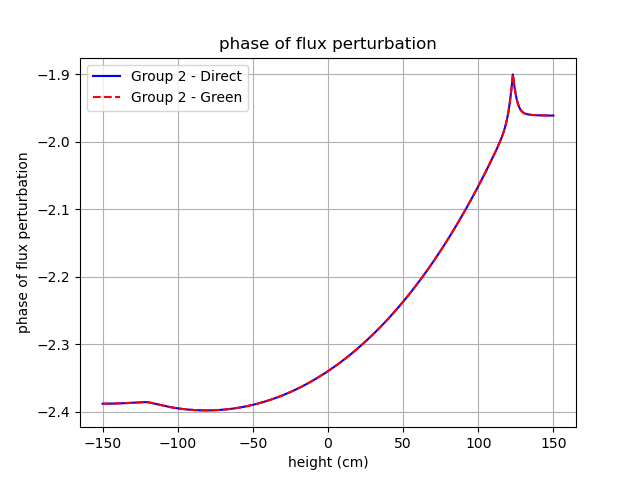 phase of flux perturbation
Group 2 - Direct
Group 2 - Green
phase of flux perturbation
−1.9
−2.0
−2.1
−2.2
−2.3
−2.4
−150
−100
−50
0
50
100
150
height (cm)